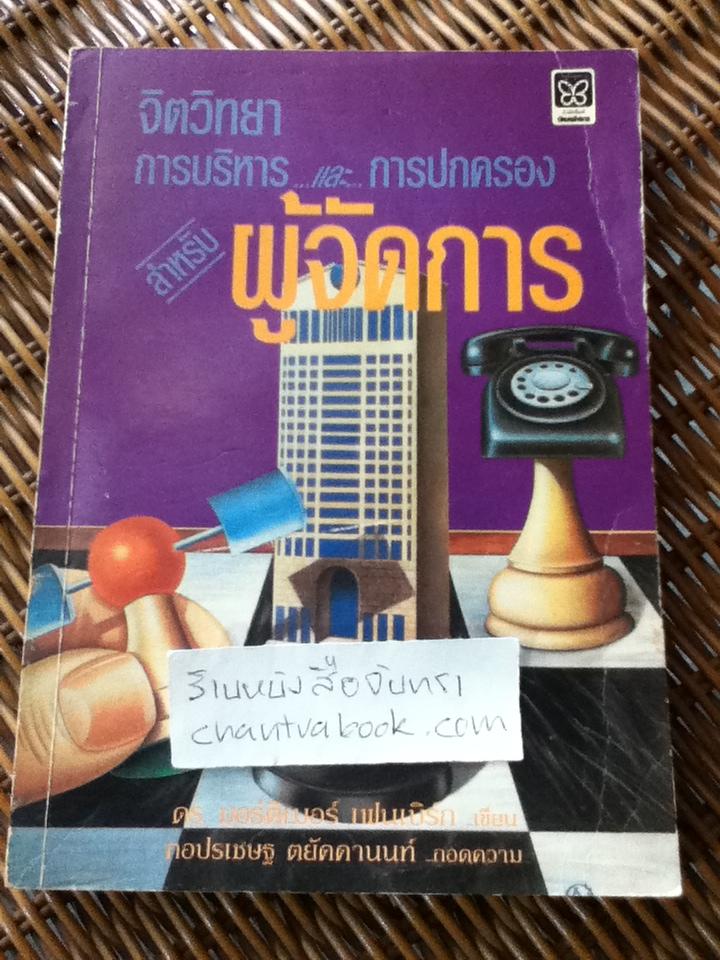 จิตวิทยา
การบริหาร...และ...การปกครอง
สำหรับ
ผู้จัดการ
ร้านหนังสือจันทรา
chantrabook.com
ดร. มอร์ติเมอร์ แฟนเบิร์ก ..เขียน
กอปรเชษฐ ตยัคคานนท์ ..ถอดความ